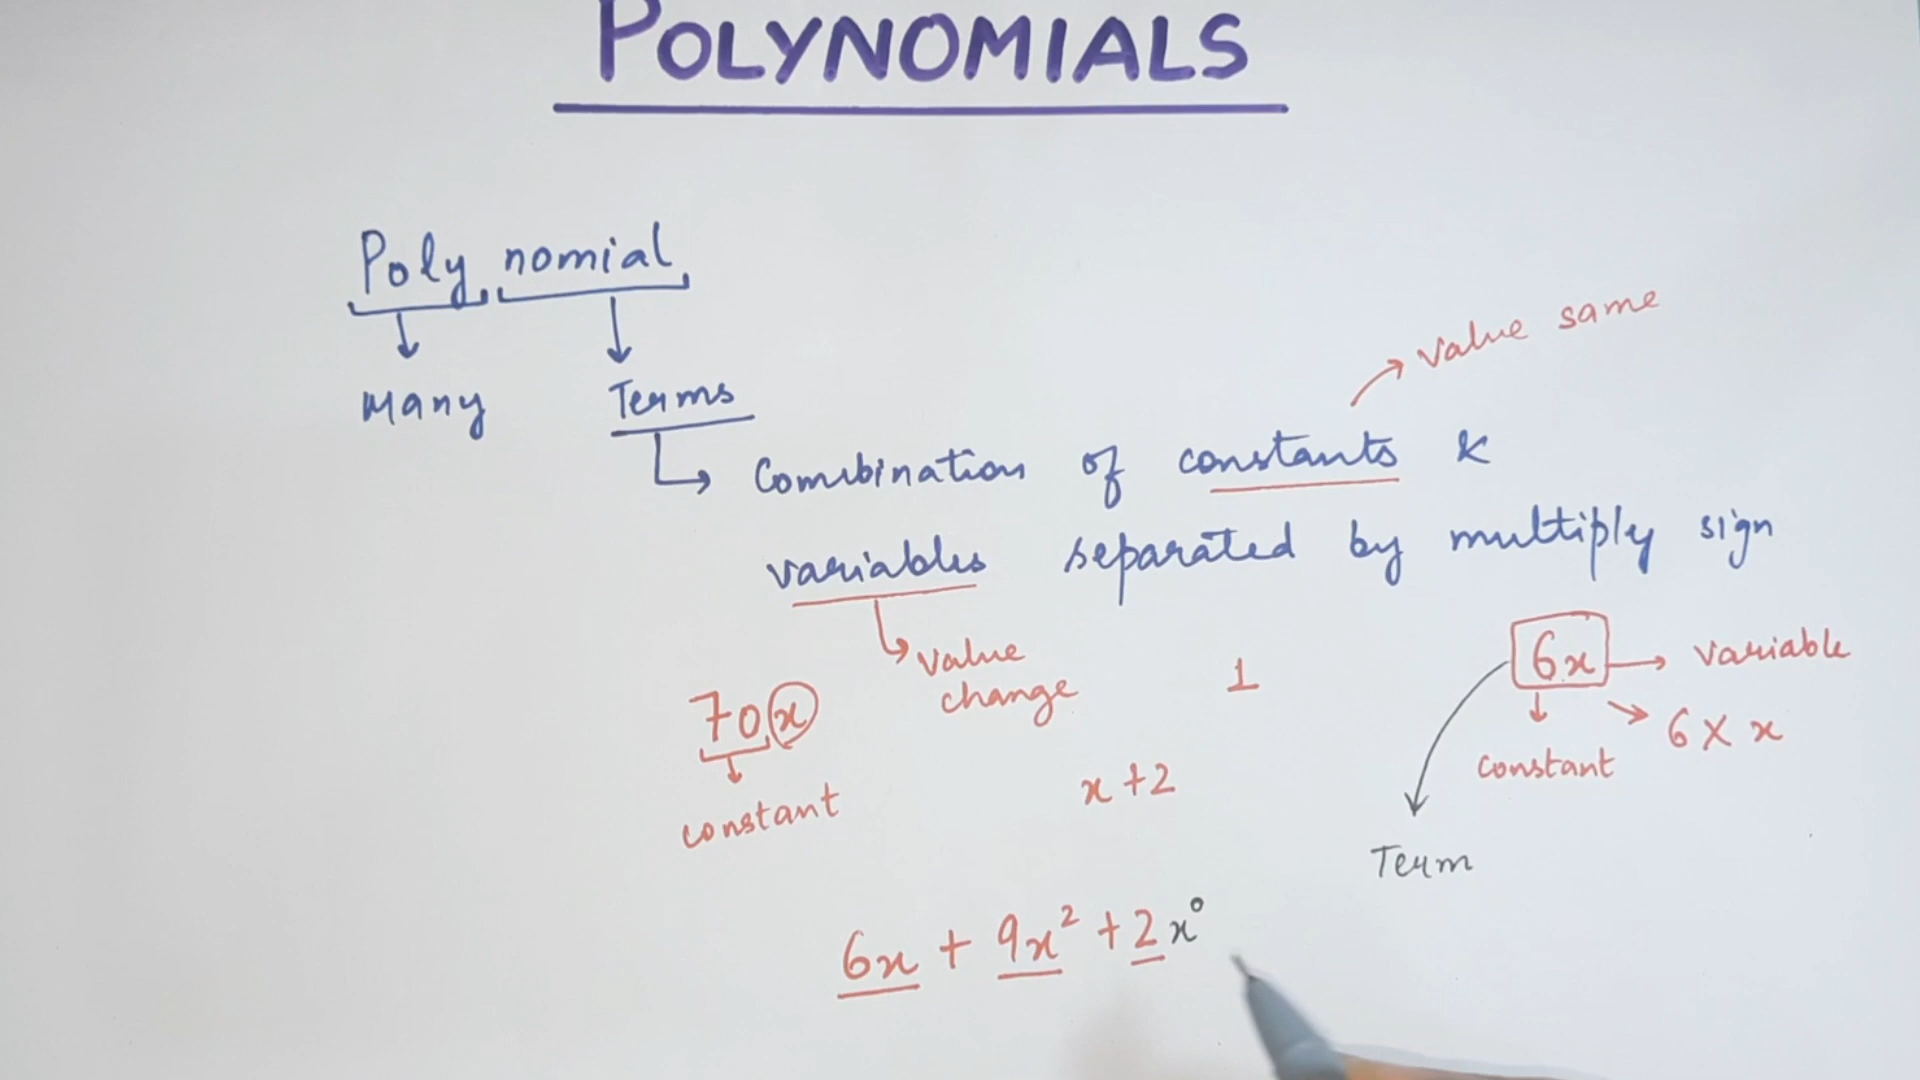 POLYNOMIALS
Poly nomial
Many Terms
value same
Combination of constants &
variables separated by multiply sign
value
change
70x
constant
1
x + 2
6x
variable
6 X x
constant
Term
6x + 9x² + 2x⁰